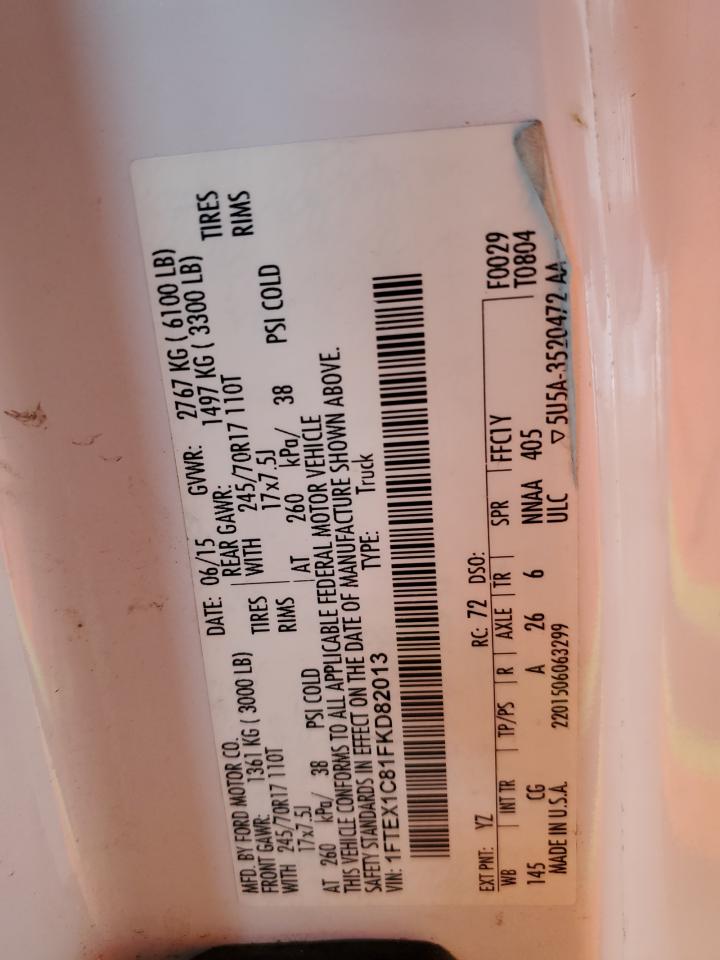 MFD. BY FORD MOTOR CO. DATE: 06/15 GVWR: 2767 KG ( 6100 LB)
FRONT GAWR: 1361 KG ( 3000 LB) REAR GAWR: 1497 KG ( 3300 LB)
WITH 245/70R17 110T TIRES WITH 245/70R17 110T TIRES
17x7.5J RIMS 17x7.5J RIMS
AT 260 kPa/ 38 PSI COLD AT 260 kPa/ 38 PSI COLD
THIS VEHICLE CONFORMS TO ALL APPLICABLE FEDERAL MOTOR VEHICLE
SAFETY STANDARDS IN EFFECT ON THE DATE OF MANUFACTURE SHOWN ABOVE.
VIN: 1FTEX1C81FKD82013 TYPE: Truck
EXT PNT: YZ RC: 72 DSO: F0029
WB INT TR TP/PS R AXLE TR SPR FFC1Y T0804
145 CG A 26 6 NNAA 405
MADE IN U.S.A. 2201506063299 ULC ▽ 5U5A-3520472 AA